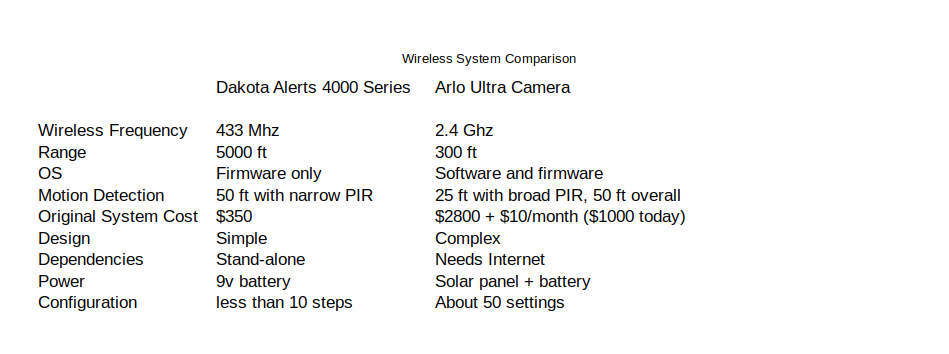 Wireless System Comparison
Dakota Alerts 4000 Series Arlo Ultra Camera
Wireless Frequency 433 Mhz 2.4 Ghz
Range 5000 ft 300 ft
OS Firmware only Software and firmware
Motion Detection 50 ft with narrow PIR 25 ft with broad PIR, 50 ft overall
Original System Cost $350 $2800 + $10/month ($1000 today)
Design Simple Complex
Dependencies Stand-alone Needs Internet
Power 9v battery Solar panel + battery
Configuration less than 10 steps About 50 settings